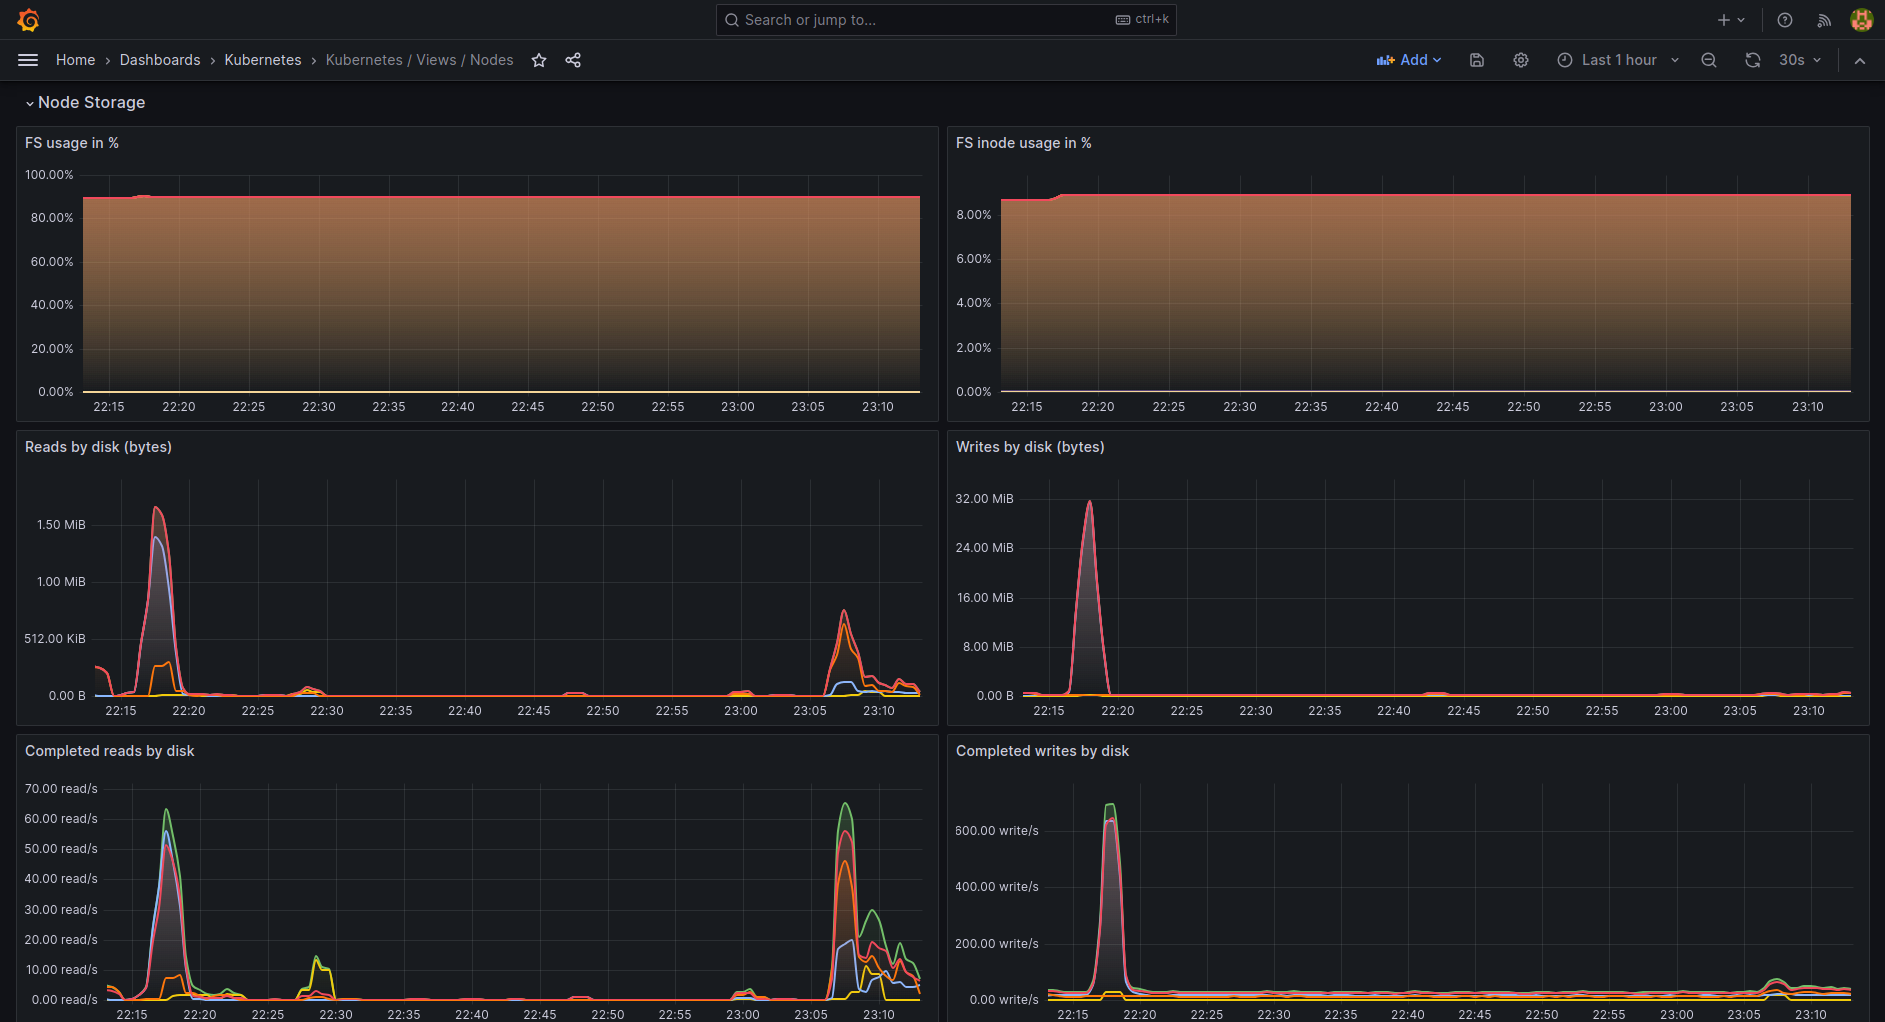 Search or jump to... ctrl+k
Home › Dashboards › Kubernetes › Kubernetes / Views / Nodes Add Last 1 hour 30s
Node Storage
FS usage in %
100.00%
80.00%
60.00%
40.00%
20.00%
0.00%
22:15 22:20 22:25 22:30 22:35 22:40 22:45 22:50 22:55 23:00 23:05 23:10
FS inode usage in %
8.00%
6.00%
4.00%
2.00%
0.00%
22:15 22:20 22:25 22:30 22:35 22:40 22:45 22:50 22:55 23:00 23:05 23:10
Reads by disk (bytes)
1.50 MiB
1.00 MiB
512.00 KiB
0.00 B
22:15 22:20 22:25 22:30 22:35 22:40 22:45 22:50 22:55 23:00 23:05 23:10
Writes by disk (bytes)
32.00 MiB
24.00 MiB
16.00 MiB
8.00 MiB
0.00 B
22:15 22:20 22:25 22:30 22:35 22:40 22:45 22:50 22:55 23:00 23:05 23:10
Completed reads by disk
70.00 read/s
60.00 read/s
50.00 read/s
40.00 read/s
30.00 read/s
20.00 read/s
10.00 read/s
0.00 read/s
22:15 22:20 22:25 22:30 22:35 22:40 22:45 22:50 22:55 23:00 23:05 23:10
Completed writes by disk
600.00 write/s
400.00 write/s
200.00 write/s
0.00 write/s
22:15 22:20 22:25 22:30 22:35 22:40 22:45 22:50 22:55 23:00 23:05 23:10